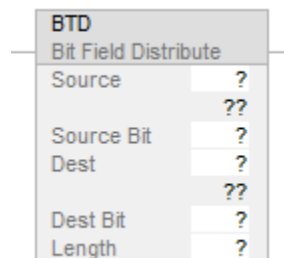 BTD
Bit Field Distribute
Source ?
??
Source Bit ?
Dest ?
??
Dest Bit ?
Length ?